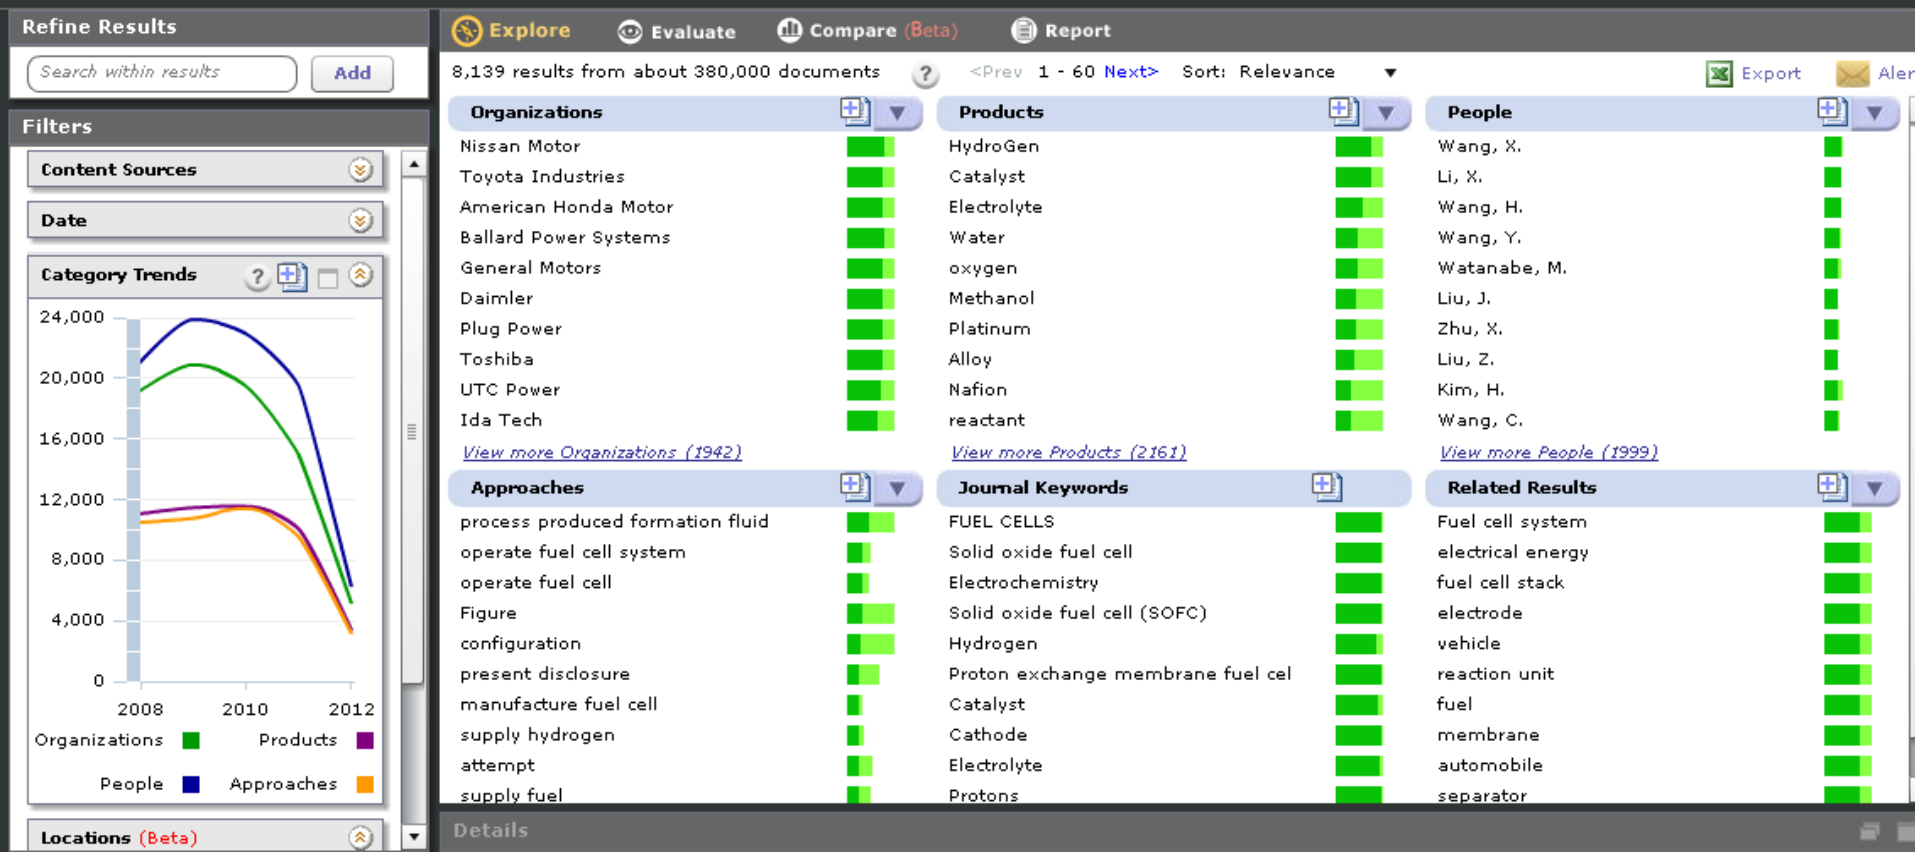 Refine Results
Search within results Add
Filters
Content Sources
Date
Category Trends ?
24,000
20,000
16,000
12,000
8,000
4,000
0
2008 2010 2012
Organizations Products
People Approaches
Locations (Beta)
Explore Evaluate Compare (Beta) Report
8,139 results from about 380,000 documents ? <Prev 1 - 60 Next> Sort: Relevance Export Aler
Organizations
Nissan Motor
Toyota Industries
American Honda Motor
Ballard Power Systems
General Motors
Daimler
Plug Power
Toshiba
UTC Power
Ida Tech
View more Organizations (1942)
Products
HydroGen
Catalyst
Electrolyte
Water
oxygen
Methanol
Platinum
Alloy
Nafion
reactant
View more Products (2161)
People
Wang, X.
Li, X.
Wang, H.
Wang, Y.
Watanabe, M.
Liu, J.
Zhu, X.
Liu, Z.
Kim, H.
Wang, C.
View more People (1999)
Approaches
process produced formation fluid
operate fuel cell system
operate fuel cell
Figure
configuration
present disclosure
manufacture fuel cell
supply hydrogen
attempt
supply fuel
Journal Keywords
FUEL CELLS
Solid oxide fuel cell
Electrochemistry
Solid oxide fuel cell (SOFC)
Hydrogen
Proton exchange membrane fuel cel
Catalyst
Cathode
Electrolyte
Protons
Related Results
Fuel cell system
electrical energy
fuel cell stack
electrode
vehicle
reaction unit
fuel
membrane
automobile
separator
Details